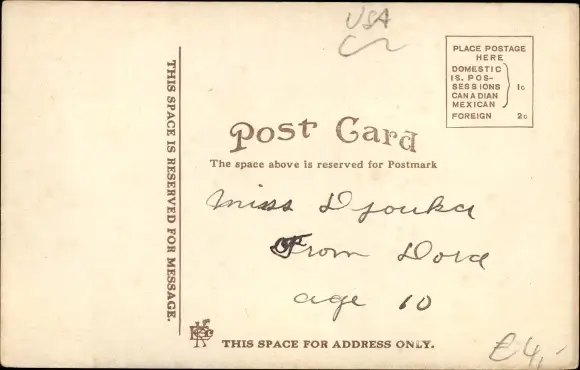 USA
PLACE POSTAGE
HERE
DOMESTIC
IS. POS-
SESSIONS 1c
CANADIAN
MEXICAN
FOREIGN 2c
Post Card
The space above is reserved for Postmark
THIS SPACE IS RESERVED FOR MESSAGE.
Miss Djouka
From Dora
age 10
THIS SPACE FOR ADDRESS ONLY.
£4,-